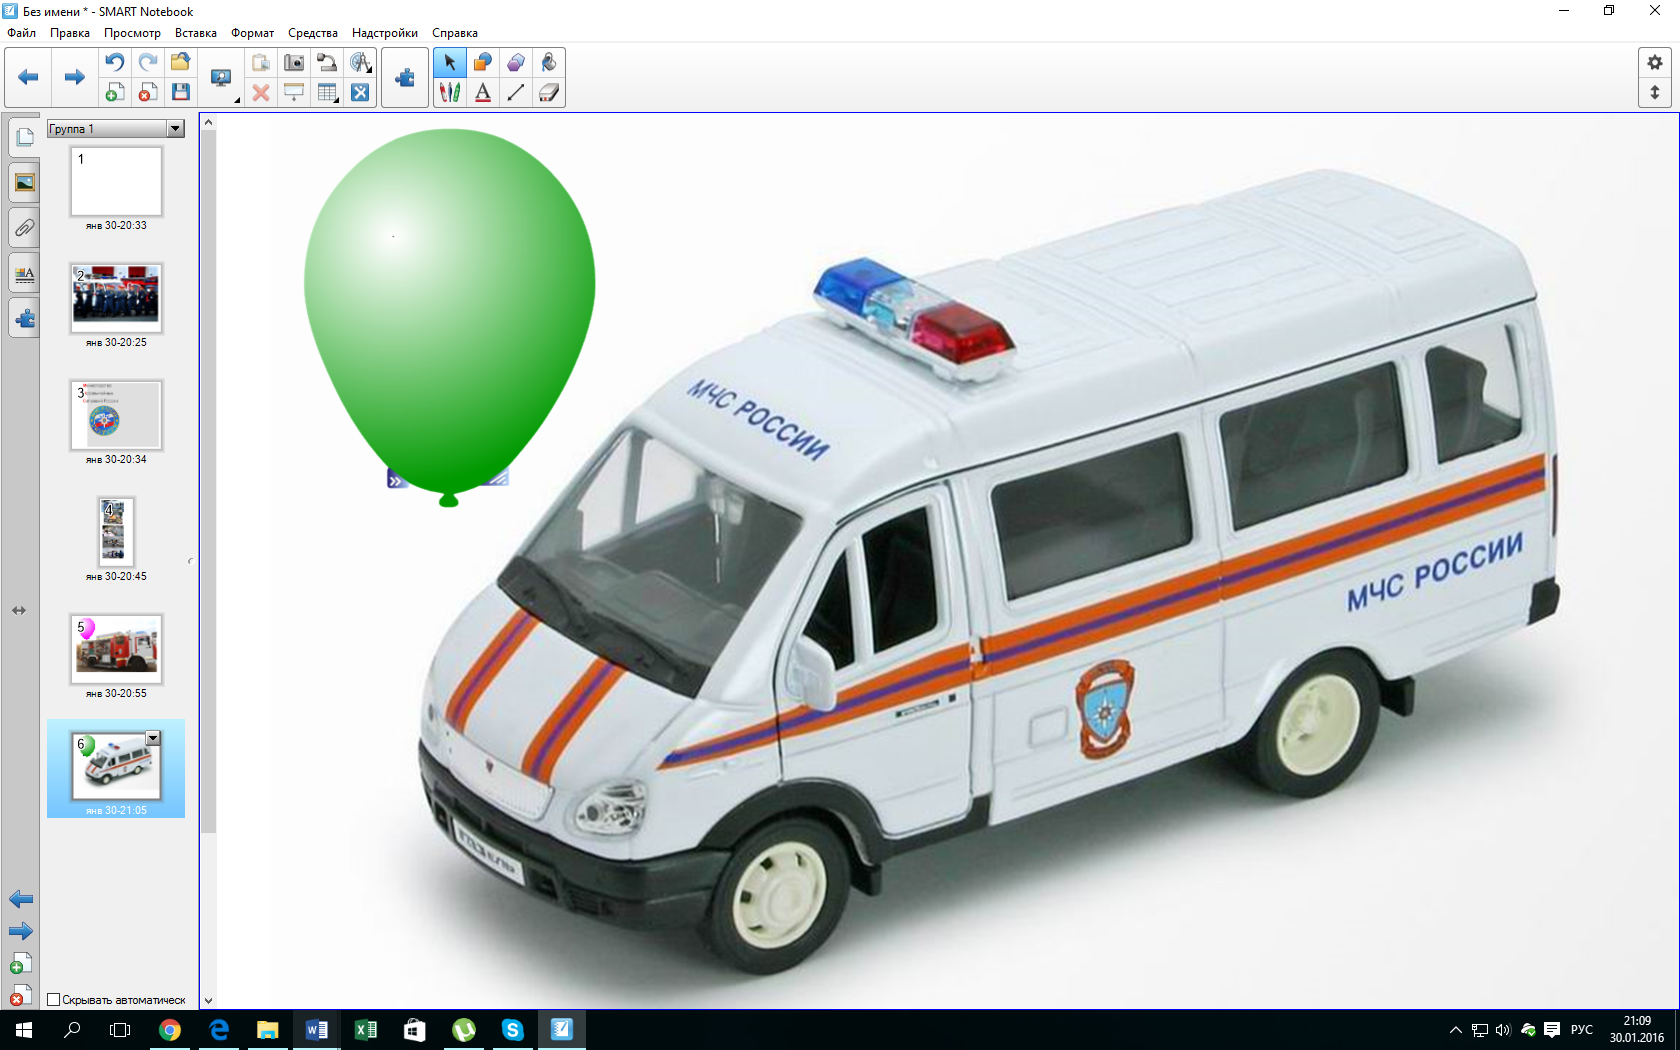 Без имени * - SMART Notebook
Файл Правка Просмотр Вставка Формат Средства Надстройки Справка
Группа 1
1
янв 30-20:33
2
янв 30-20:25
3
янв 30-20:34
4
янв 30-20:45
5
янв 30-20:55
6
янв 30-21:05
Скрывать автоматическ
МЧС РОССИИ
МЧС РОССИИ
ГАЗЕЛЬ
РУС
21:09
30.01.2016